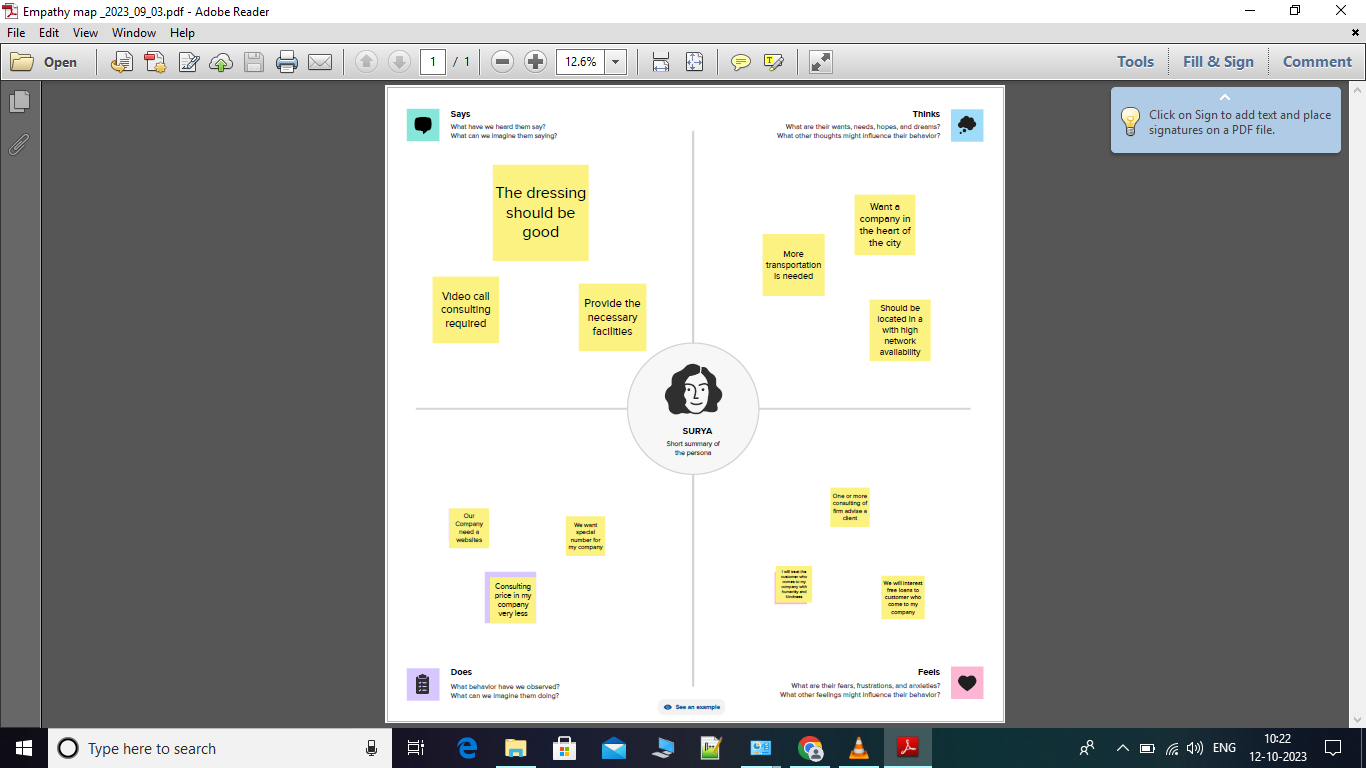 Empathy map _2023_09_03.pdf - Adobe Reader
File Edit View Window Help
Open
1 / 1
12.6%
Tools
Fill & Sign
Comment
Click on Sign to add text and place
signatures on a PDF file.
Says
What have we heard them say?
What can we imagine them saying?
Thinks
What are their wants, needs, hopes, and dreams?
What other thoughts might influence their behavior?
The dressing
should be
good
Video call
consulting
required
Provide the
necessary
facilities
Want a
company in
the heart of
the city
More
transportation
is needed
Should be
located in a
with high
network
availability
SURYA
Short summary of
the persona
Our
Company
need a
websites
We want
special
number for
my company
Consulting
price in my
company
very less
One or more
consulting of
firm advise a
client
I will treat the
customer who
comes to my
company with
humanity and
kindness
We will interest
free loans to
customer who
come to my
company
Does
What behavior have we observed?
What can we imagine them doing?
Feels
What are their fears, frustrations, and anxieties?
What other feelings might influence their behavior?
See an example
Type here to search
ENG
10:22
12-10-2023